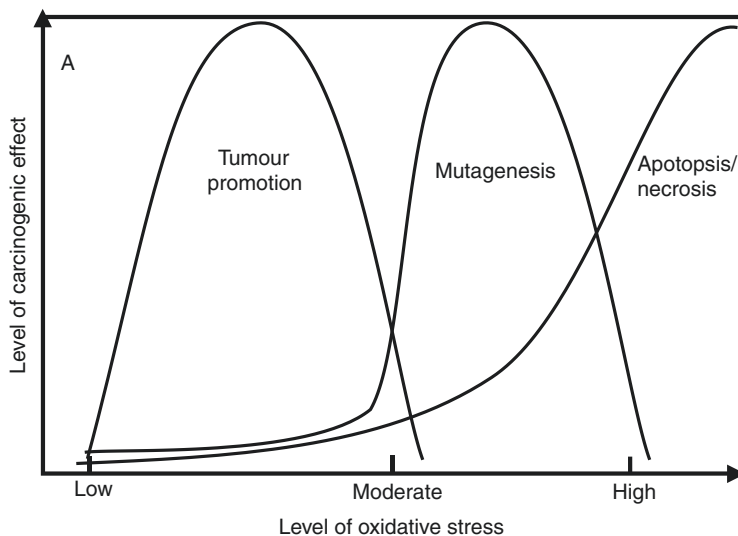 A
Level of carcinogenic effect
Tumour
promotion
Mutagenesis
Apotopsis/
necrosis
Low
Moderate
High
Level of oxidative stress